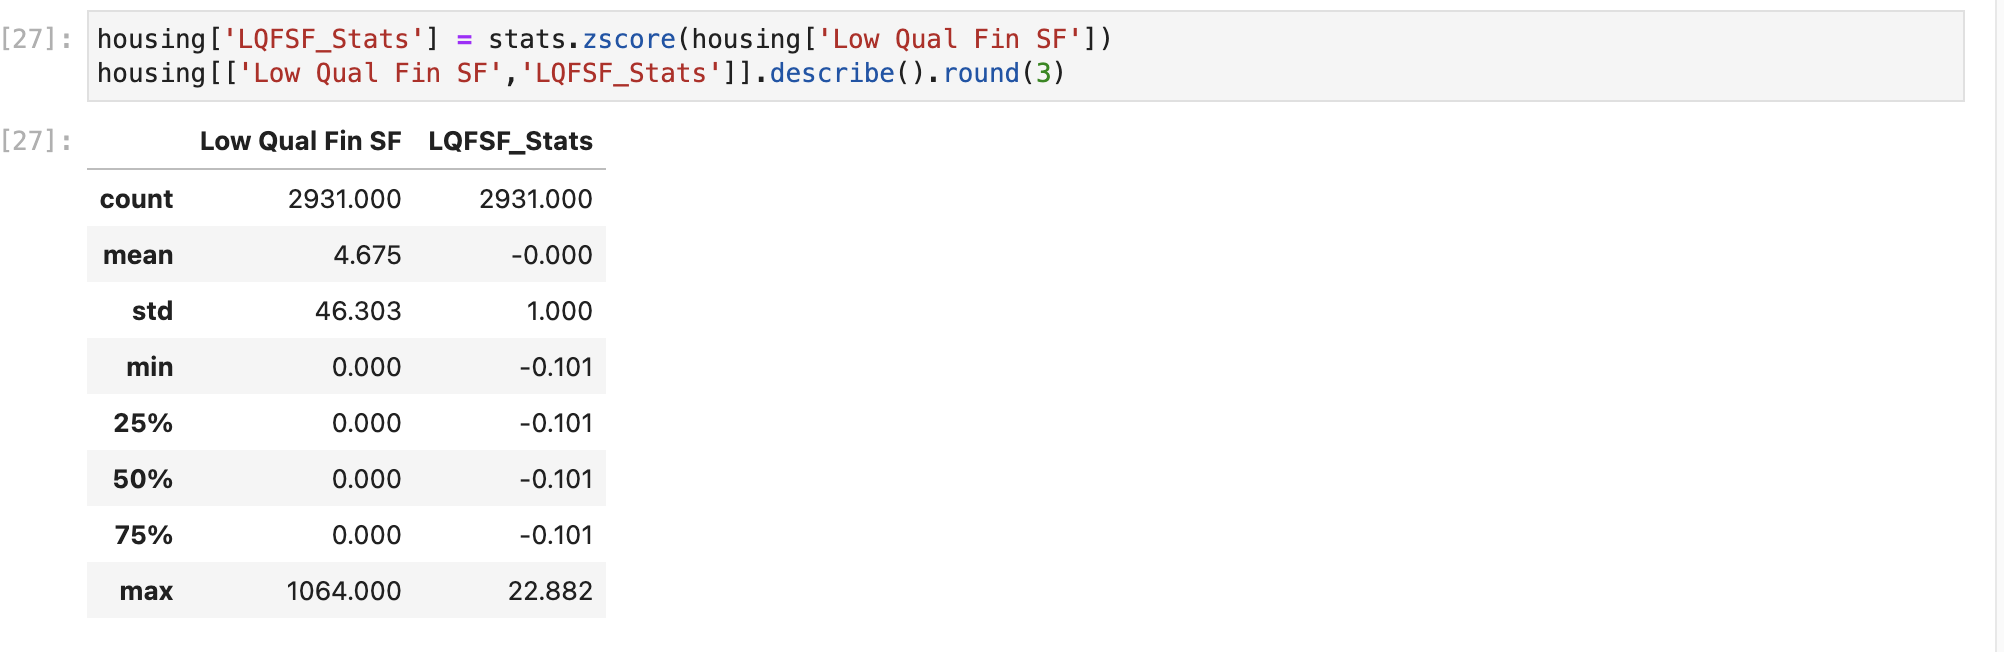 [27]: housing['LQFSF_Stats'] = stats.zscore(housing['Low Qual Fin SF'])
housing[['Low Qual Fin SF','LQFSF_Stats']].describe().round(3)
[27]: Low Qual Fin SF LQFSF_Stats
count 2931.000 2931.000
mean 4.675 -0.000
std 46.303 1.000
min 0.000 -0.101
25% 0.000 -0.101
50% 0.000 -0.101
75% 0.000 -0.101
max 1064.000 22.882